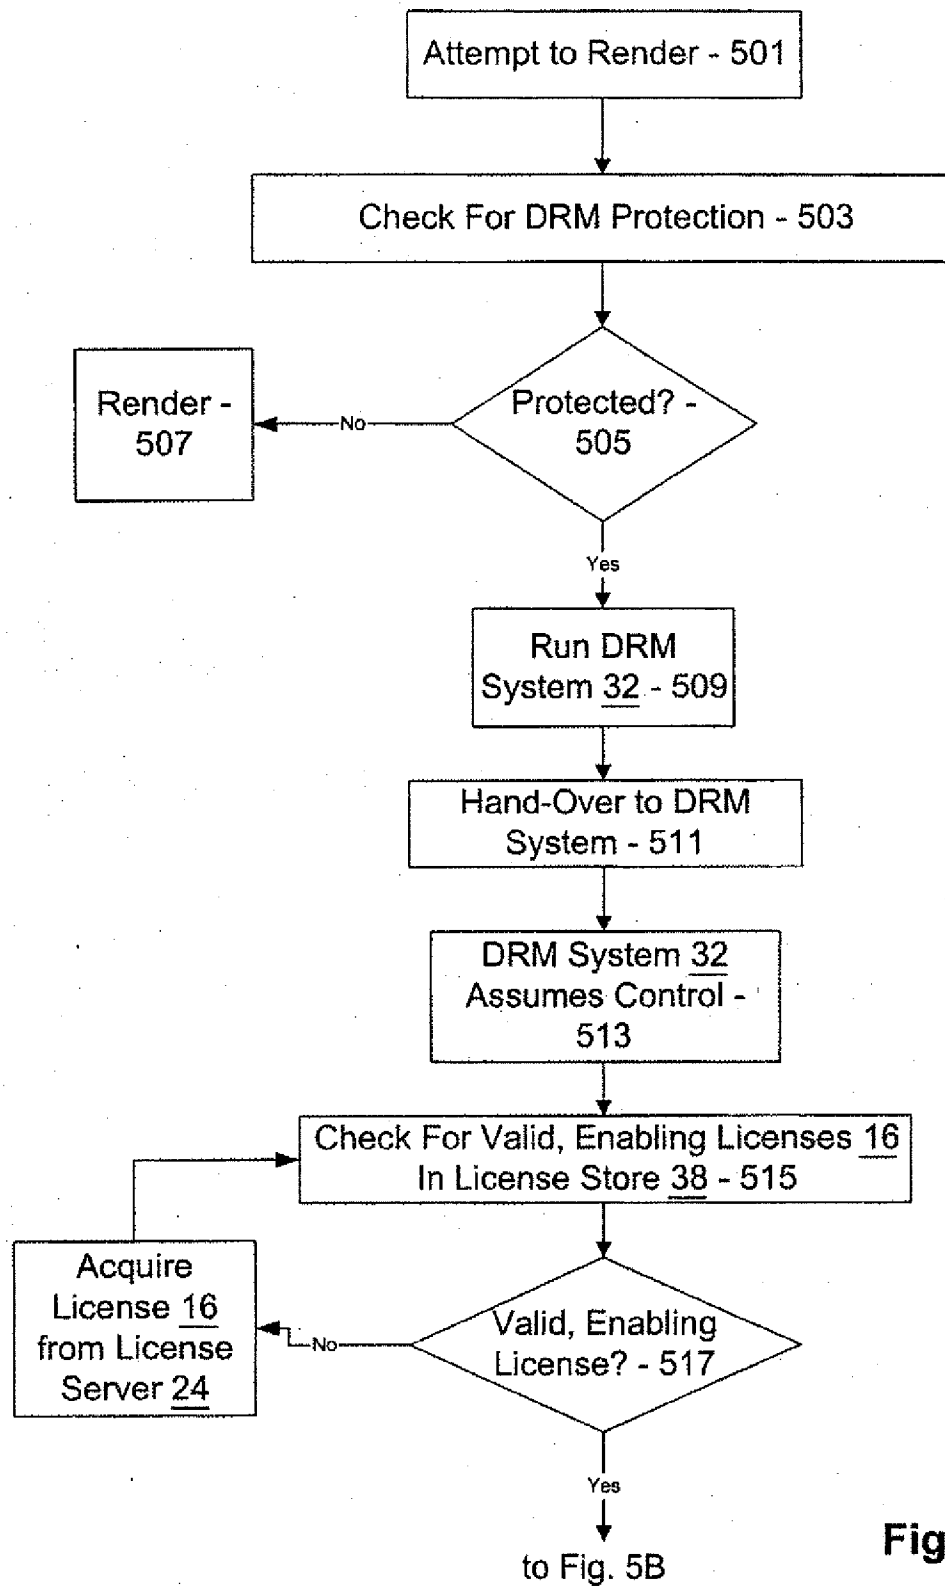 Attempt to Render - 501
Check For DRM Protection - 503
Protected? -
505
No
Render -
507
Yes
Run DRM
System 32 - 509
Hand-Over to DRM
System - 511
DRM System 32
Assumes Control -
513
Check For Valid, Enabling Licenses 16
In License Store 38 - 515
Valid, Enabling
License? - 517
No
Acquire
License 16
from License
Server 24
Yes
to Fig. 5B
Fig